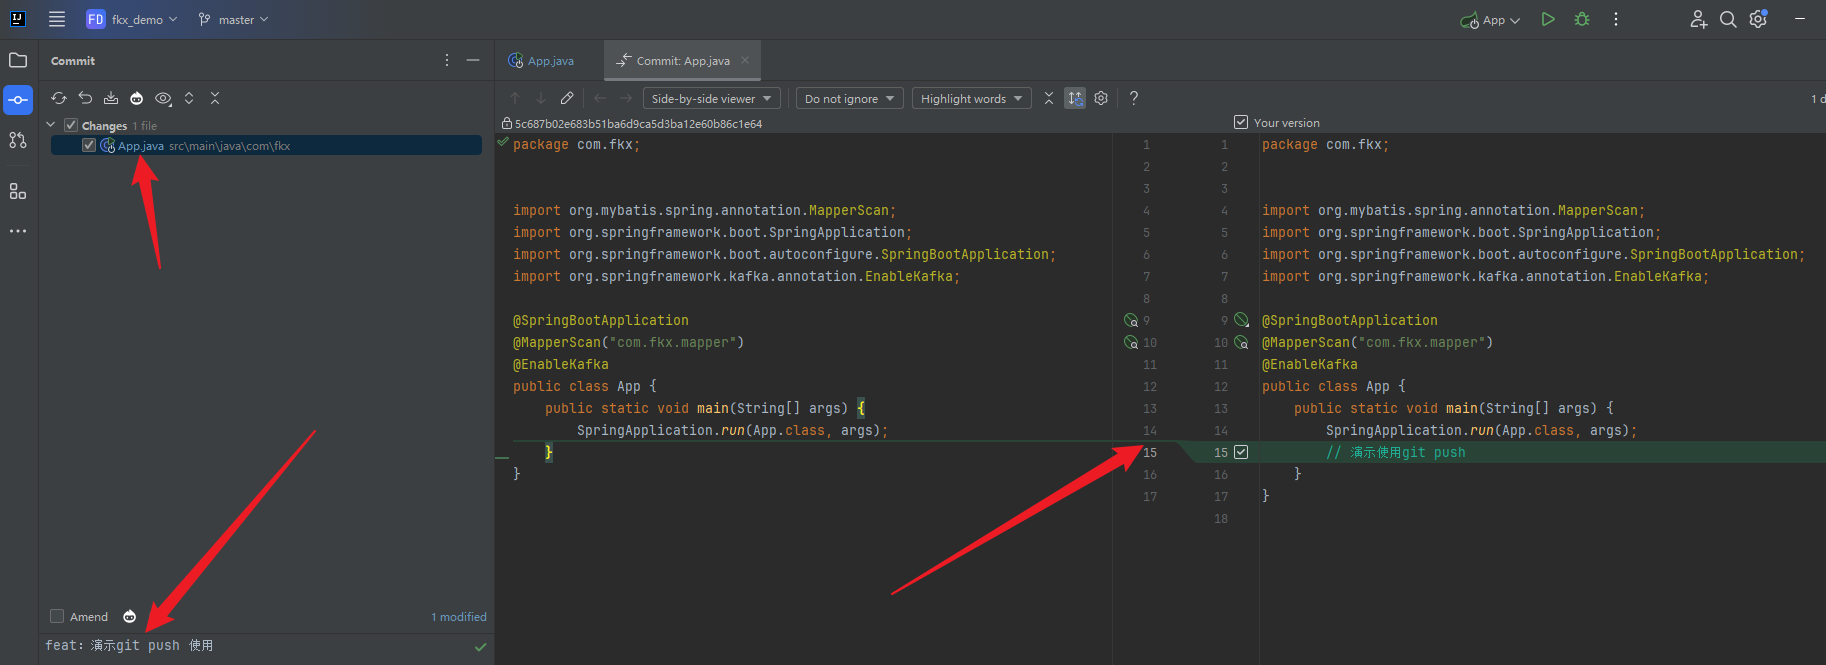 FD fkx_demo master App
Commit
App.java Commit: App.java
Side-by-side viewer Do not ignore Highlight words ?
Changes 1 file
App.java src\main\java\com\fkx
5c687b02e683b51ba6d9ca5d3ba12e60b86c1e64
1 package com.fkx;
2
3
4 import org.mybatis.spring.annotation.MapperScan;
5 import org.springframework.boot.SpringApplication;
6 import org.springframework.boot.autoconfigure.SpringBootApplication;
7 import org.springframework.kafka.annotation.EnableKafka;
8
9 @SpringBootApplication
10 @MapperScan("com.fkx.mapper")
11 @EnableKafka
12 public class App {
13 public static void main(String[] args) {
14 SpringApplication.run(App.class, args);
15 }
16 }
17
Your version
1 package com.fkx;
2
3
4 import org.mybatis.spring.annotation.MapperScan;
5 import org.springframework.boot.SpringApplication;
6 import org.springframework.boot.autoconfigure.SpringBootApplication;
7 import org.springframework.kafka.annotation.EnableKafka;
8
9 @SpringBootApplication
10 @MapperScan("com.fkx.mapper")
11 @EnableKafka
12 public class App {
13 public static void main(String[] args) {
14 SpringApplication.run(App.class, args);
15 // 演示使用git push
16 }
17 }
18
Amend 1 modified
feat: 演示git push 使用